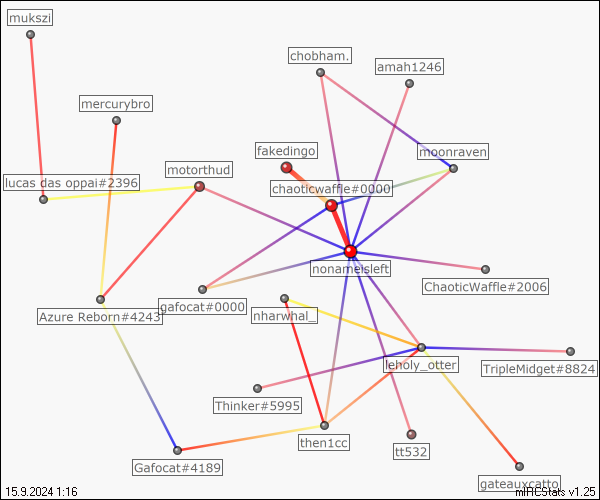 mukszi
chobham.
amah1246
mercurybro
fakedingo
moonraven
motorthud
lucas das oppai#2396
chaoticwaffle#0000
nonameisleft
ChaoticWaffle#2006
gafocat#0000
Azure Reborn#4243
nharwhal_
leholy_otter
TripleMidget#8824
Thinker#5995
then1cc
tt532
Gafocat#4189
gateauxcatto
15.9.2024 1:16
mIRCStats v1.25